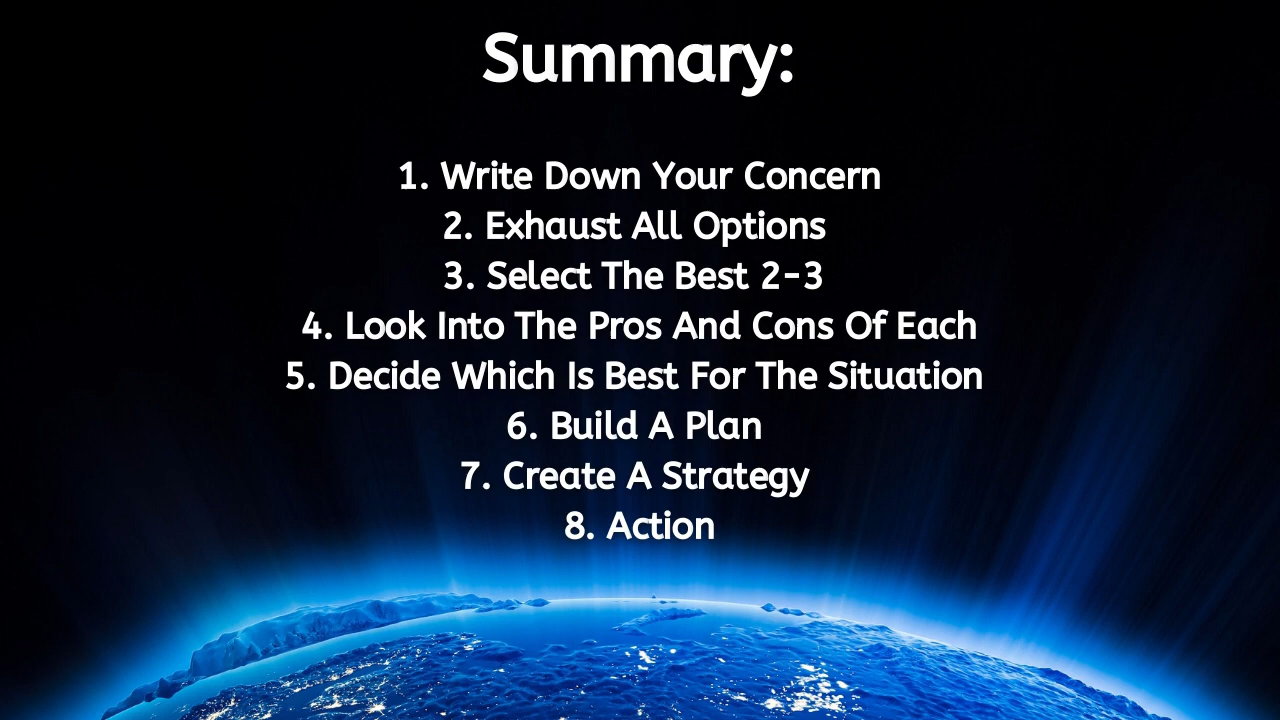 Summary:
1. Write Down Your Concern
2. Exhaust All Options
3. Select The Best 2-3
4. Look Into The Pros And Cons Of Each
5. Decide Which Is Best For The Situation
6. Build A Plan
7. Create A Strategy
8. Action